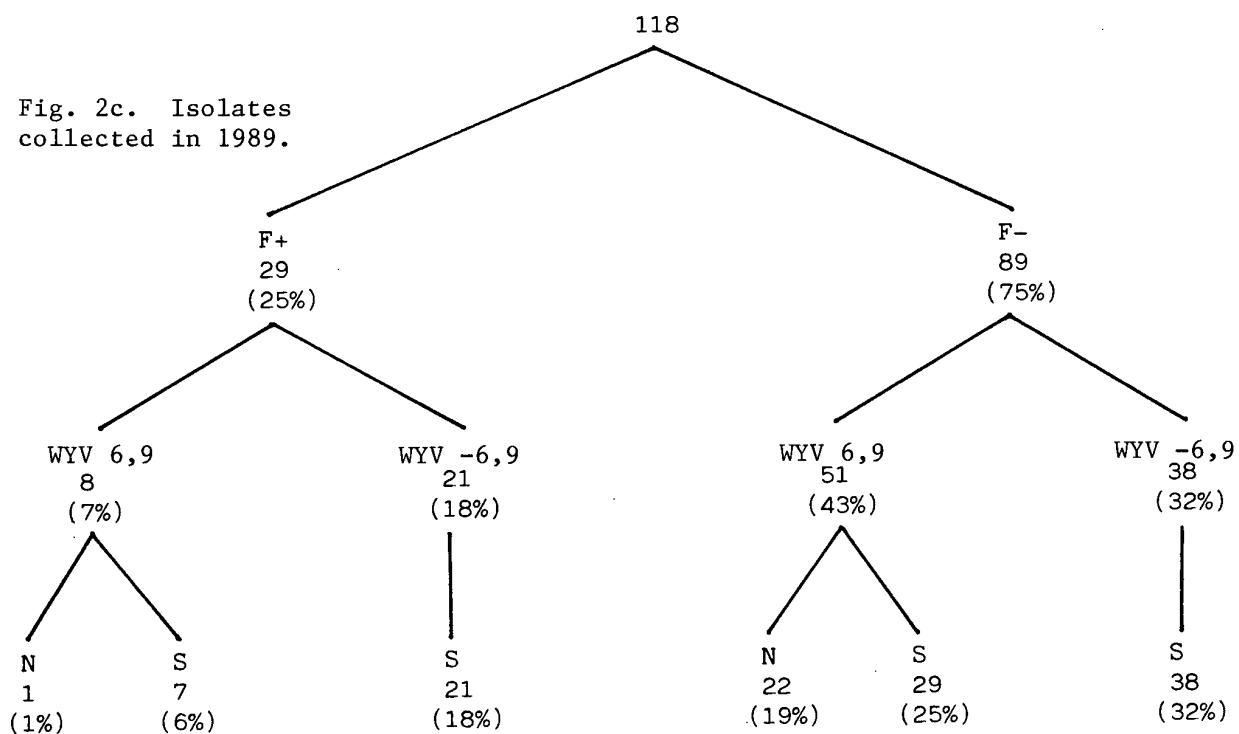 118
Fig. 2c. Isolates
collected in 1989.
F+
29
(25%)
F-
89
(75%)
WYV 6,9
8
(7%)
WYV -6,9
21
(18%)
WYV 6,9
51
(43%)
WYV -6,9
38
(32%)
N
1
(1%)
S
7
(6%)
S
21
(18%)
N
22
(19%)
S
29
(25%)
S
38
(32%)